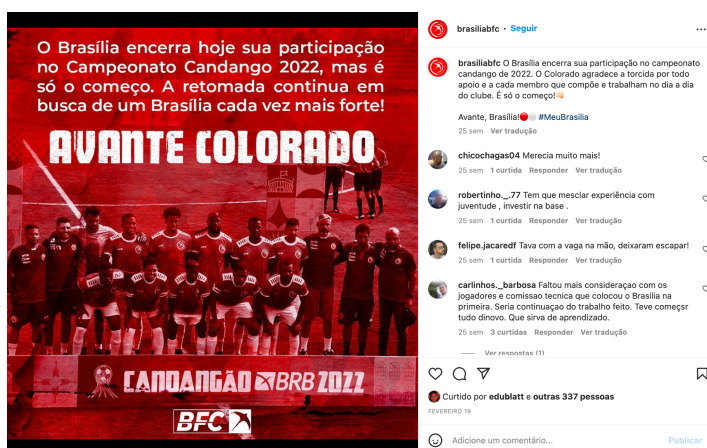 O Brasília encerra hoje sua participação
no Campeonato Candango 2022, mas é
só o começo. A retomada continua em
busca de um Brasília cada vez mais forte!
AVANTE COLORADO
CANDANGÃO BRB 2022
BFC
brasiliabfc • Seguir
brasiliabfc O Brasília encerra sua participação no campeonato
candango de 2022. O Colorado agradece a torcida por todo
apoio e a cada membro que compõe e trabalham no dia a dia
do clube. É só o começo!👊🏻
Avante, Brasília!🔴⚪ #MeuBrasilia
25 sem Ver tradução
chicochagas04 Merecia muito mais!
25 sem 1 curtida Responder Ver tradução
robertinho._.77 Tem que mesclar experiência com
juventude , investir na base .
25 sem 1 curtida Responder Ver tradução
felipe.jacaredf Tava com a vaga na mão, deixaram escapar!
25 sem 1 curtida Responder Ver tradução
carlinhos._barbosa Faltou mais consideraçao com os
jogadores e comissao tecnica que colocou o Brasilia na
primeira. Seria continuaçao do trabalho feito. Teve começsr
tudo dinovo. Que sirva de aprendizado.
25 sem 3 curtidas Responder Ver tradução
Ver respostas (1)
Curtido por edublatt e outras 337 pessoas
FEVEREIRO 19
Adicione um comentário...
Publicar